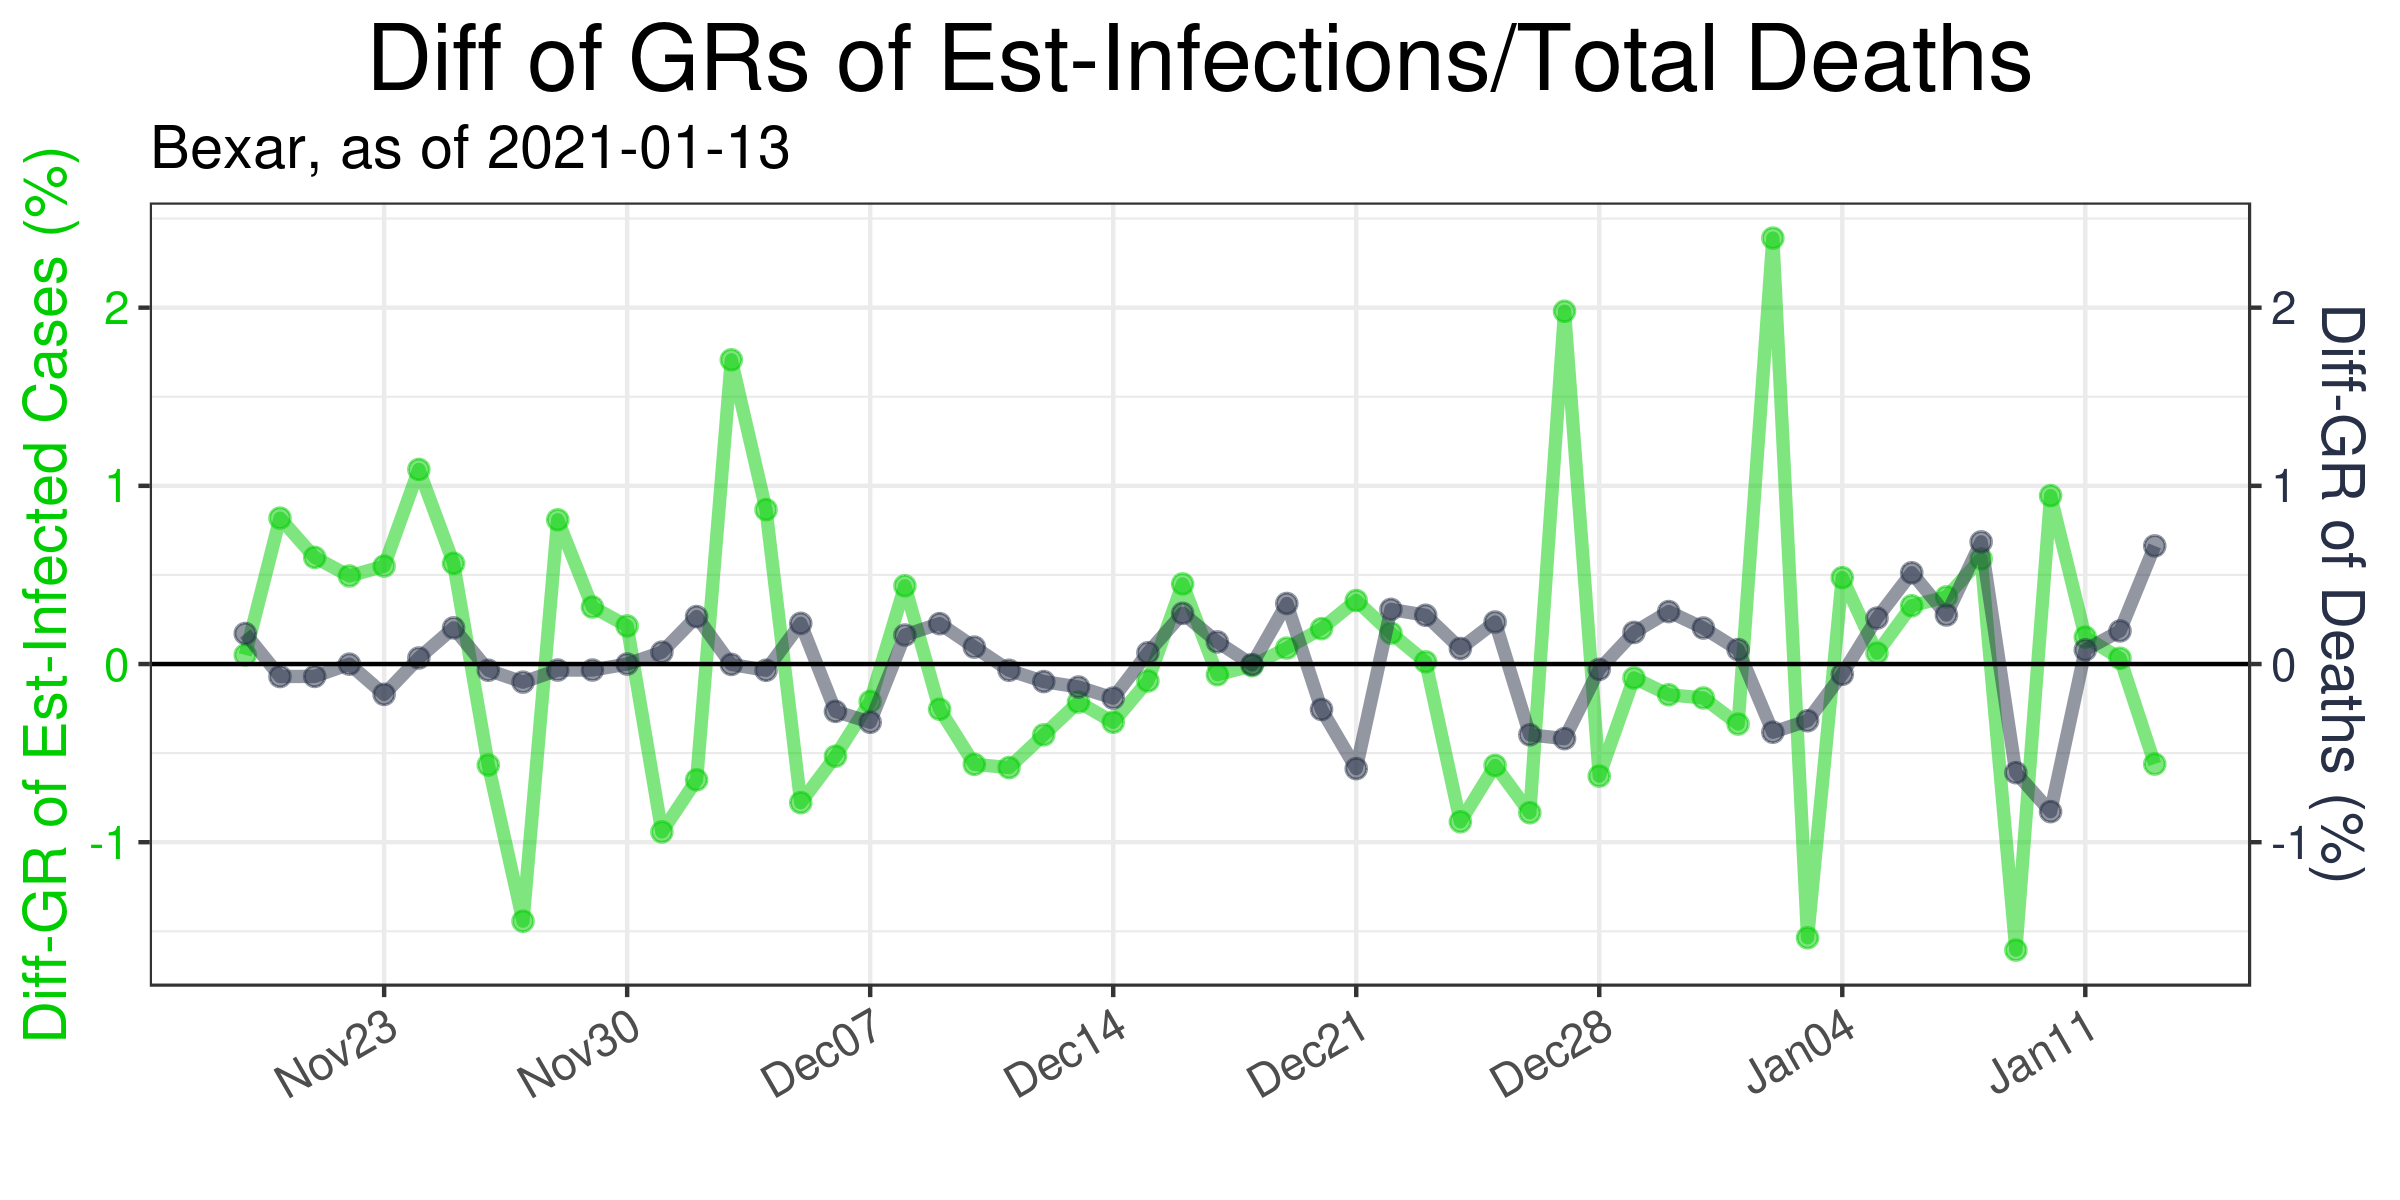 Diff of GRs of Est-Infections/Total Deaths
Bexar, as of 2021-01-13
Diff-GR of Est-Infected Cases (%)
2
1
0
-1
2
1
0
-1
Diff-GR of Deaths (%)
Nov23
Nov30
Dec07
Dec14
Dec21
Dec28
Jan04
Jan11